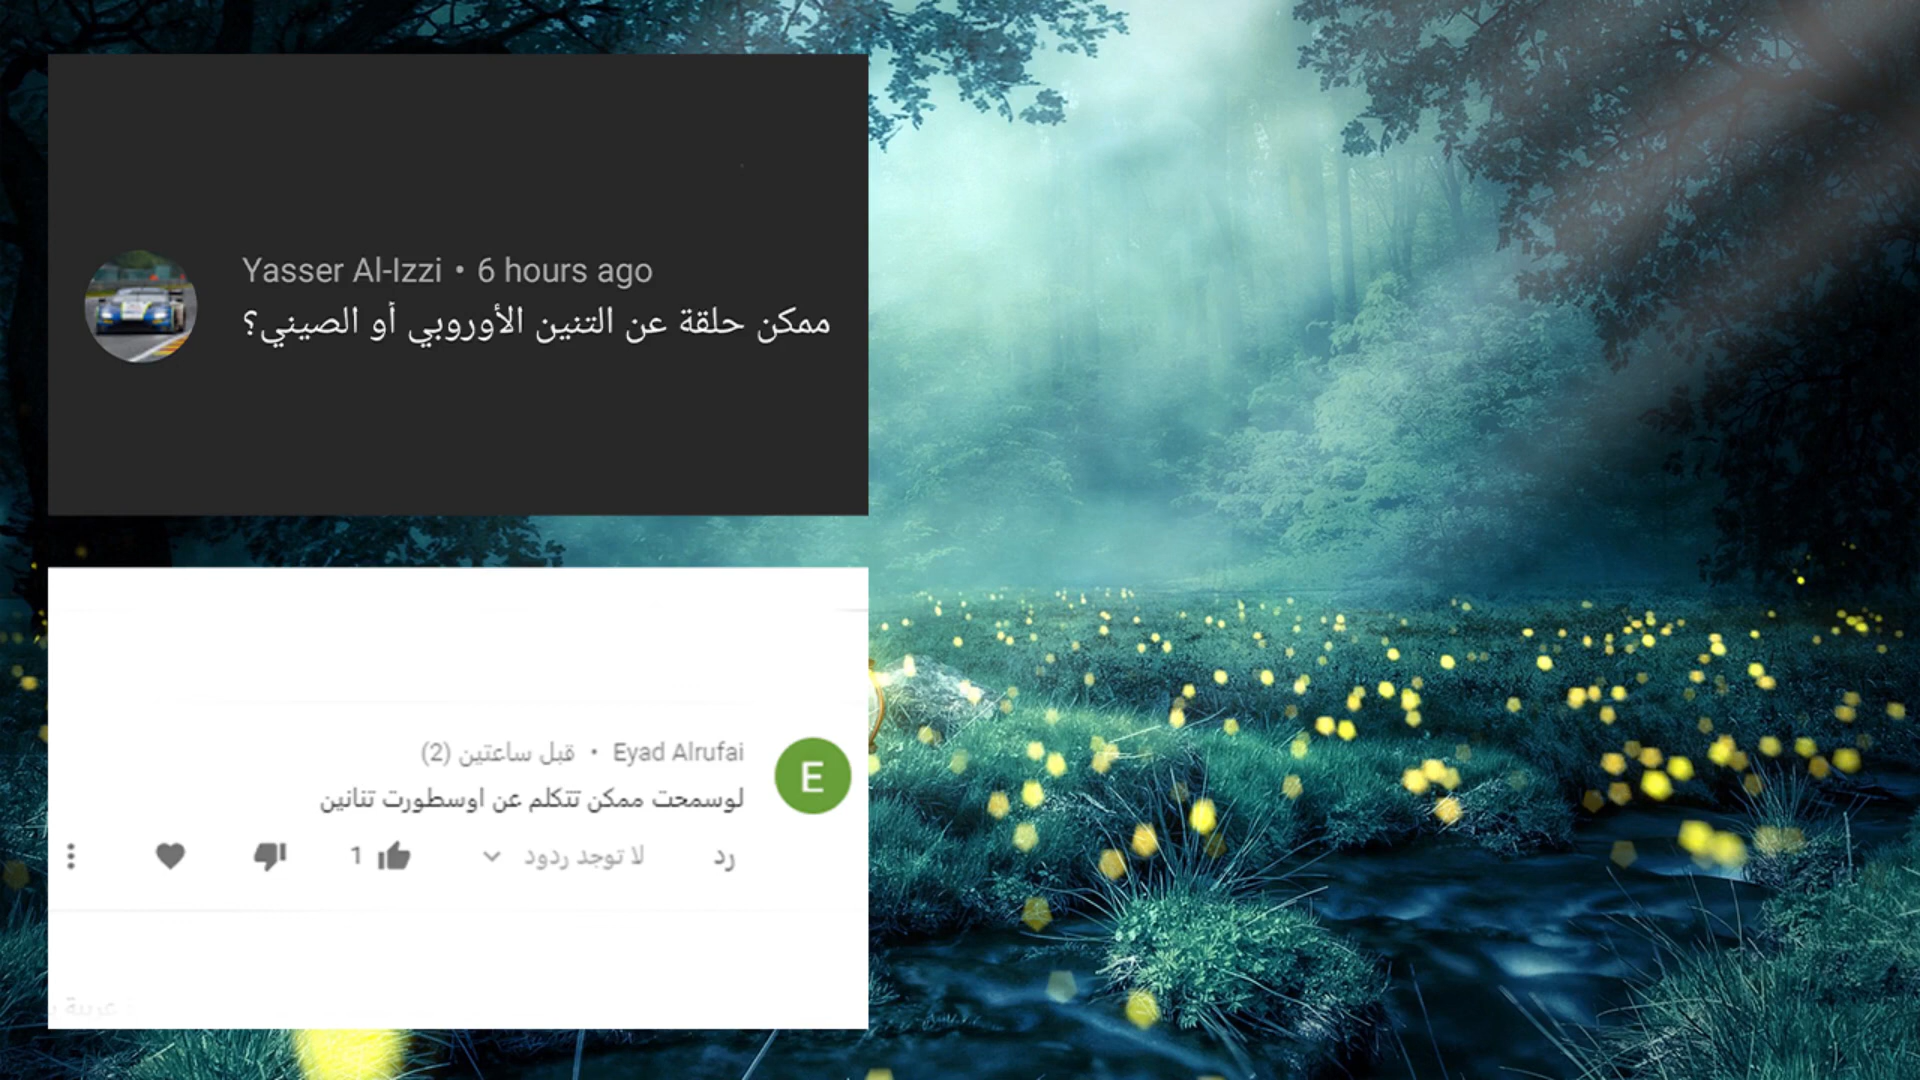 Yasser Al-Izzi • 6 hours ago
ممكن حلقة عن التنين الأوروبي أو الصيني؟
Eyad Alrufai • قبل ساعتين (2)
لوسمحت ممكن تتكلم عن اوسطورت تنانين
رد لا توجد ردود 1
E